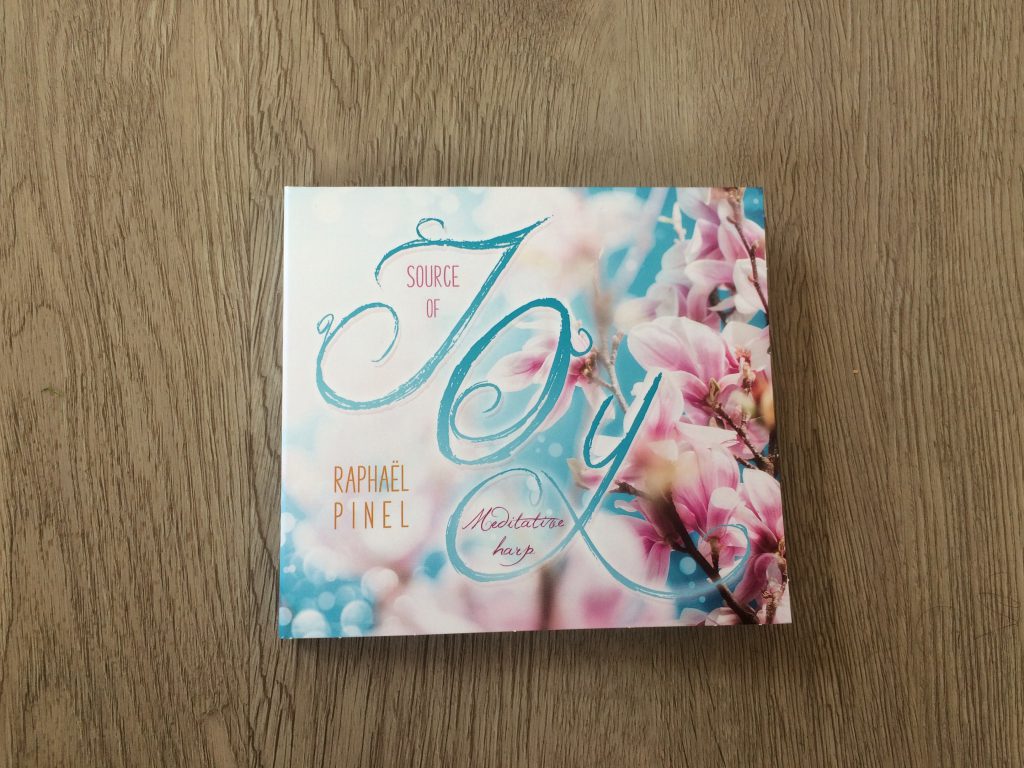 SOURCE
OF
JOy
RAPHAËL
PINEL
Meditative
harp